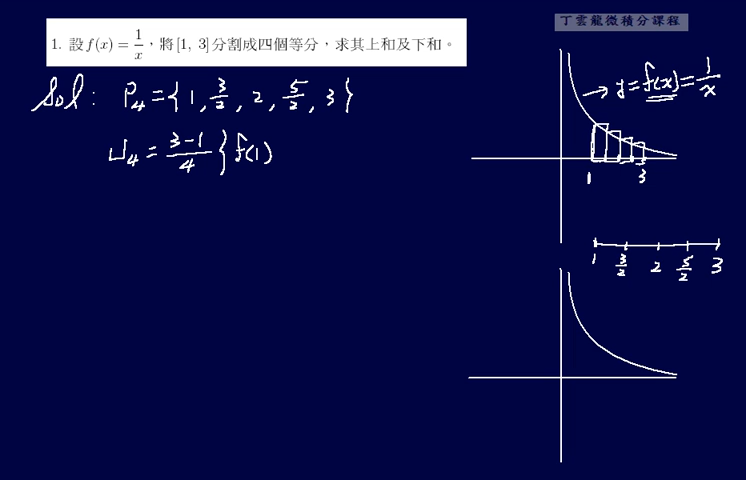 丁雲龍微積分課程
1. 設 f(x) = 1/x,將 [1, 3] 分割成四個等分,求其上和及下和。
Sol: P₄ = { 1, 3/2, 2, 5/2, 3 }
U₄ = (3-1)/4 { f(1)
→ y = f(x) = 1/x
1 3
1 3/2 2 5/2 3